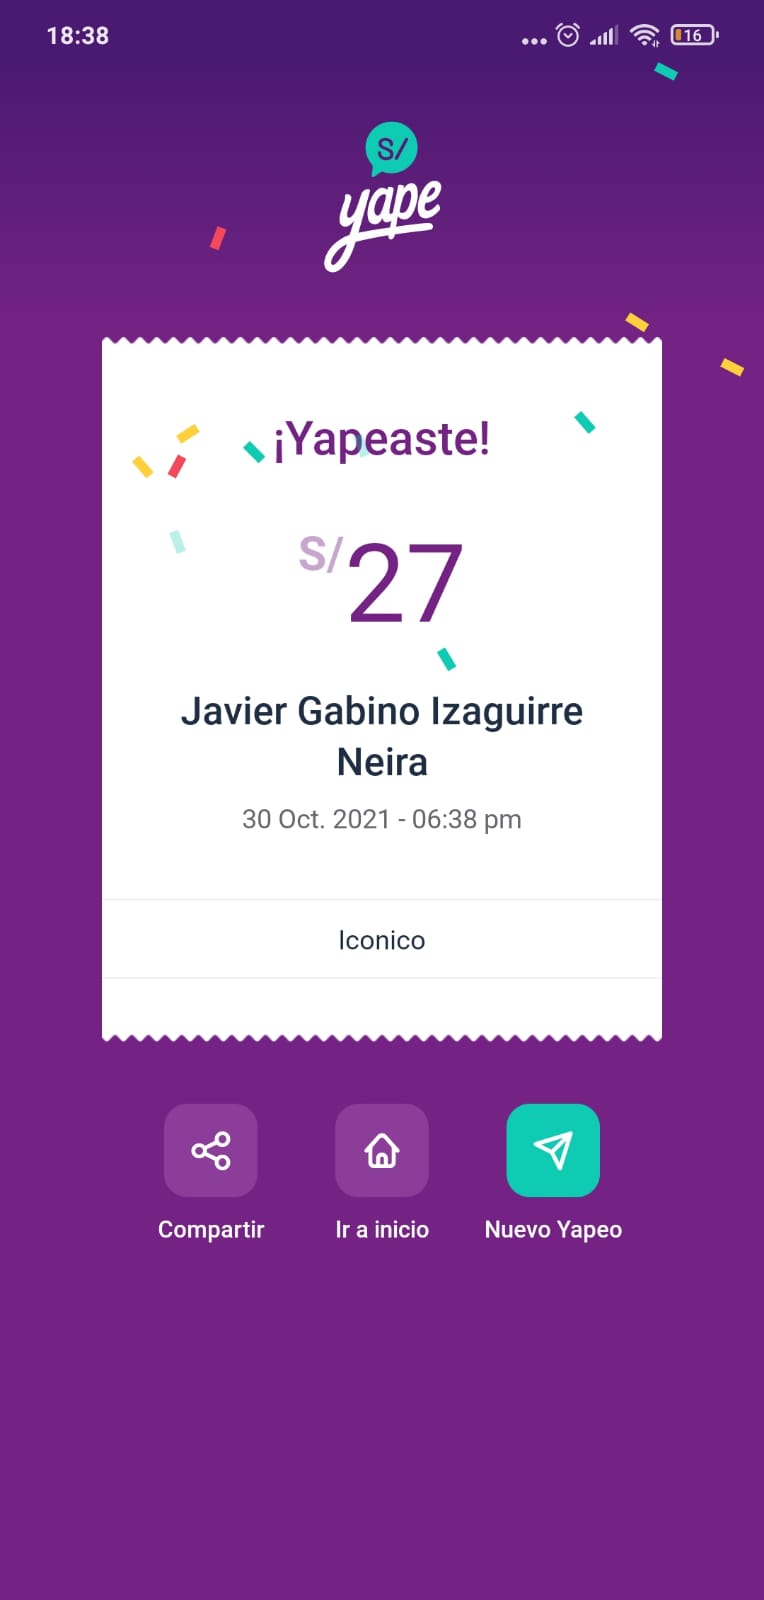 18:38
16
S/
yape
¡Yapeaste!
S/27
Javier Gabino Izaguirre
Neira
30 Oct. 2021 - 06:38 pm
Iconico
Compartir Ir a inicio Nuevo Yapeo